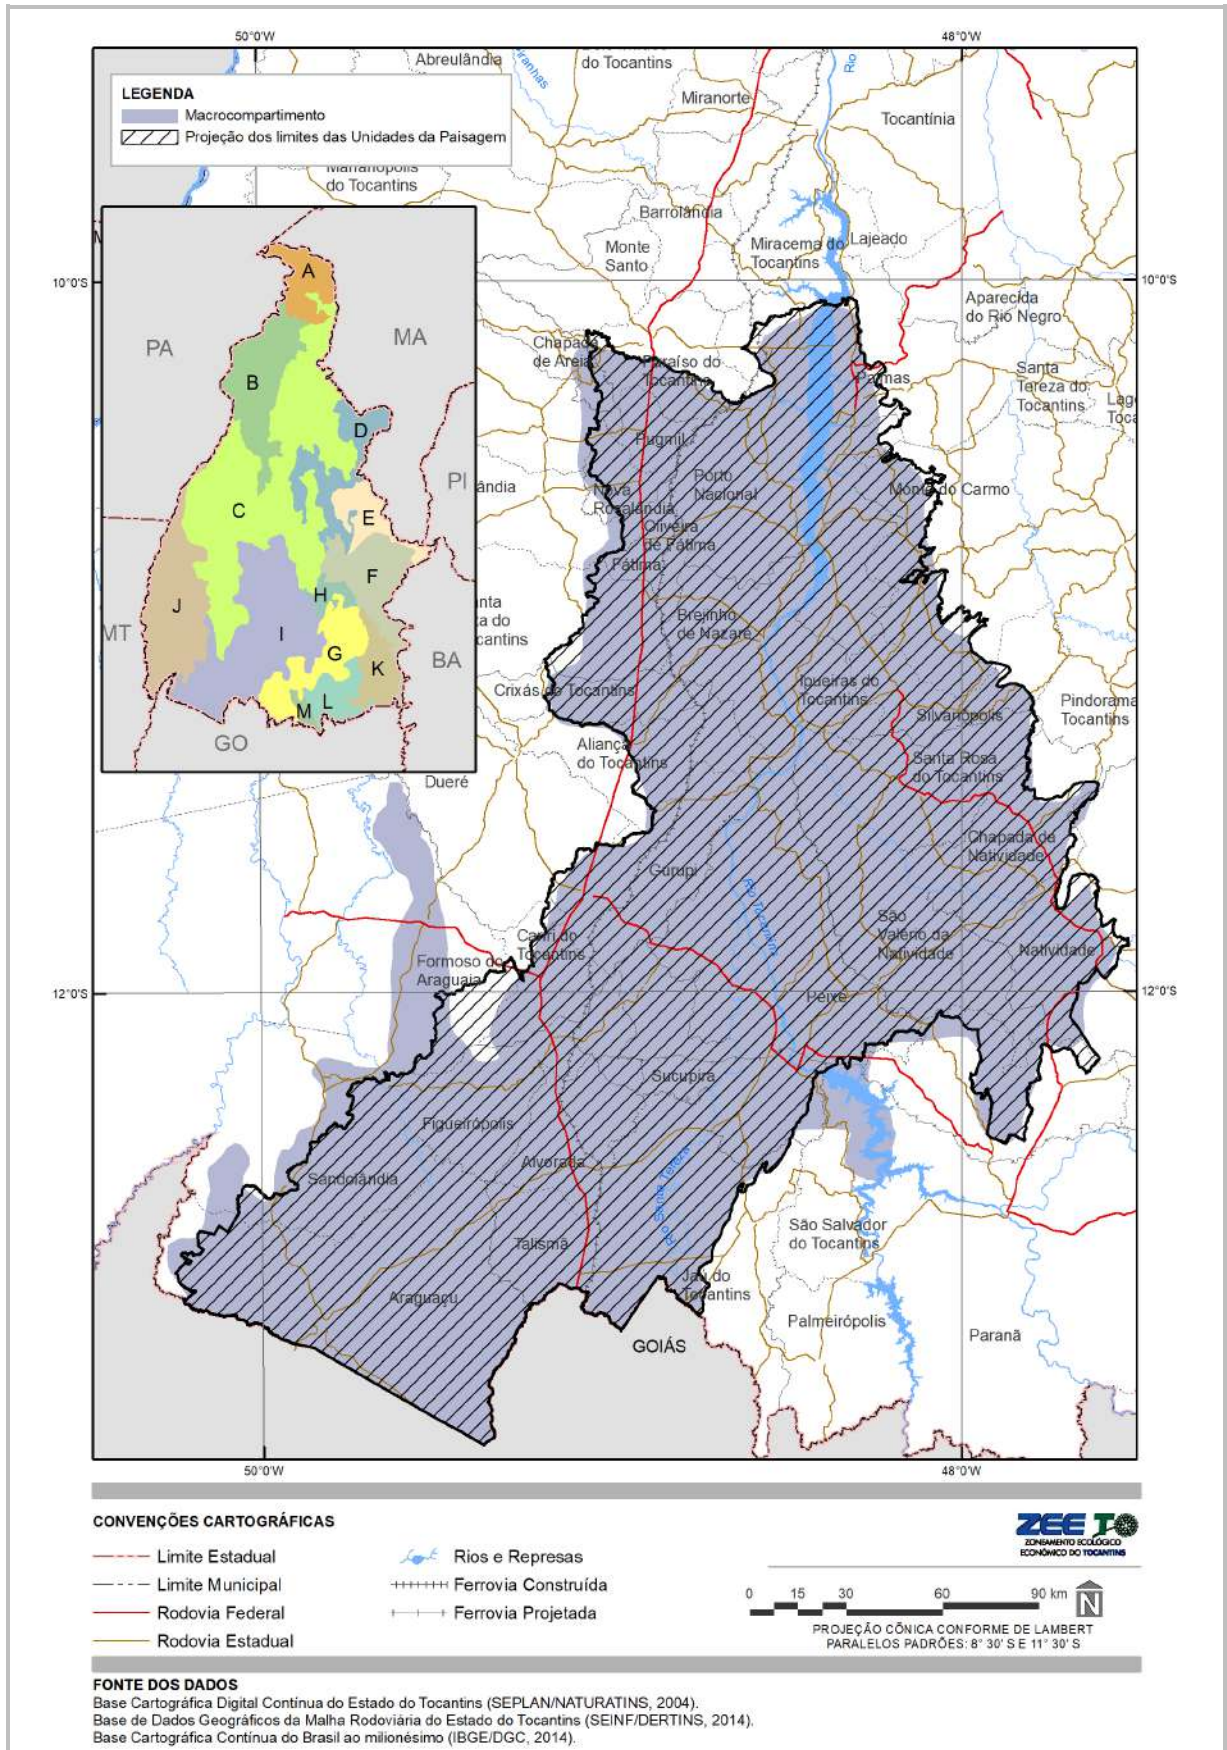 50°0'W
48°0'W
Abreulândia
do Tocantins
Rio
Miranorte
Tocantínia
LEGENDA
Macrocompartimento
Projeção dos limites das Unidades da Paisagem
do Tocantins
Barrolândia
Monte
Santo
Miracema do
Tocantins
Lajeado
10°0'S
10°0'S
Aparecida
do Rio Negro
A
PA
MA
B
D
PI
C
E
F
J
H
MT
I
G
BA
K
L
M
GO
Chapada
de Areia
Paraíso do
Tocantins
Palmas
Santa
Tereza do
Tocantins
Pugmil
Porto
Nacional
Monte do Carmo
ândia
Nova
Rosalândia
Oliveira
de Fátima
Fátima
Brejinho
de Nazaré
cantins
Crixás do Tocantins
Ipueiras do
Tocantins
Silvanópolis
Pindorama
Tocantins
Aliança
do Tocantins
Santa Rosa
do Tocantins
Dueré
Chapada de
Natividade
Gurupi
Rio Tocantins
São
Valério da
Natividade
Natividade
Cariri do
Tocantins
Formoso do
Araguaia
12°0'S
12°0'S
Peixe
Sucupira
Figueirópolis
Alvorada
Sandolândia
Rio Santa Tereza
São Salvador
do Tocantins
Talismã
Jaú do
Tocantins
Araguaçu
Palmeirópolis
Paranã
GOIÁS
50°0'W
48°0'W
CONVENÇÕES CARTOGRÁFICAS
Limite Estadual
Limite Municipal
Rodovia Federal
Rodovia Estadual
Rios e Represas
Ferrovia Construída
Ferrovia Projetada
ZEE TO
ZONEAMENTO ECOLÓGICO
ECONÔMICO DO TOCANTINS
0 15 30 60 90 km
N
PROJEÇÃO CÔNICA CONFORME DE LAMBERT
PARALELOS PADRÕES: 8° 30' S E 11° 30' S
FONTE DOS DADOS
Base Cartográfica Digital Contínua do Estado do Tocantins (SEPLAN/NATURATINS, 2004).
Base de Dados Geográficos da Malha Rodoviária do Estado do Tocantins (SEINF/DERTINS, 2014).
Base Cartográfica Contínua do Brasil ao milionésimo (IBGE/DGC, 2014).